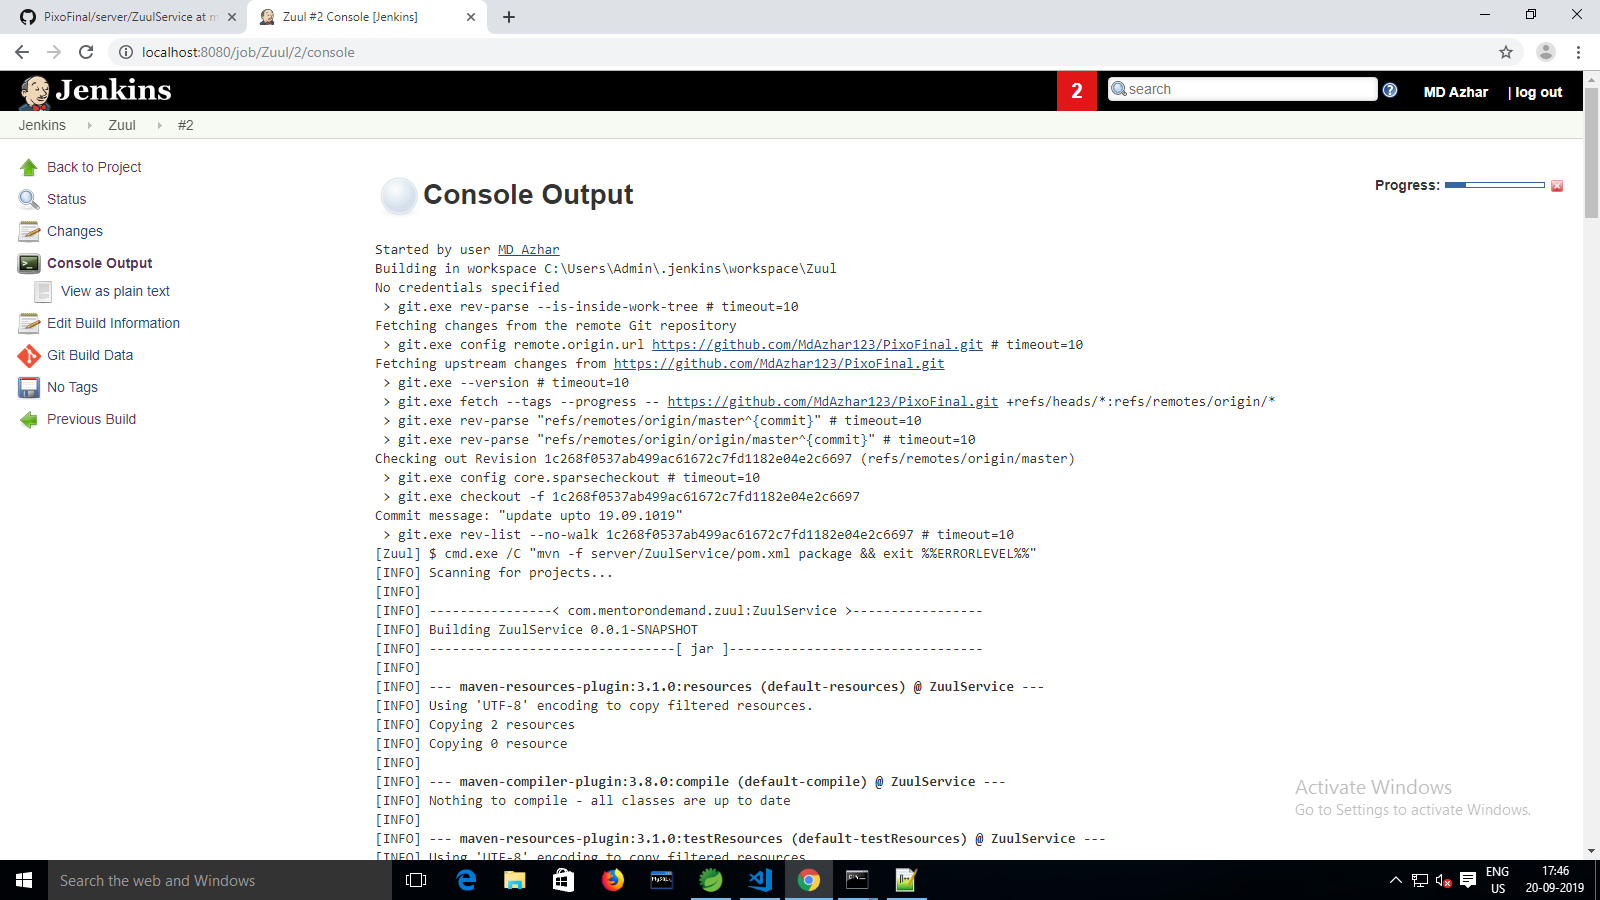 PixoFinal/server/ZuulService at m
Zuul #2 Console [Jenkins]
localhost:8080/job/Zuul/2/console
Jenkins
2
search
MD Azhar
| log out
Jenkins
Zuul
#2
Back to Project
Status
Changes
Console Output
View as plain text
Edit Build Information
Git Build Data
No Tags
Previous Build
Console Output
Progress:
Started by user MD Azhar
Building in workspace C:\Users\Admin\.jenkins\workspace\Zuul
No credentials specified
> git.exe rev-parse --is-inside-work-tree # timeout=10
Fetching changes from the remote Git repository
> git.exe config remote.origin.url https://github.com/MdAzhar123/PixoFinal.git # timeout=10
Fetching upstream changes from https://github.com/MdAzhar123/PixoFinal.git
> git.exe --version # timeout=10
> git.exe fetch --tags --progress -- https://github.com/MdAzhar123/PixoFinal.git +refs/heads/*:refs/remotes/origin/*
> git.exe rev-parse "refs/remotes/origin/master^{commit}" # timeout=10
> git.exe rev-parse "refs/remotes/origin/origin/master^{commit}" # timeout=10
Checking out Revision 1c268f0537ab499ac61672c7fd1182e04e2c6697 (refs/remotes/origin/master)
> git.exe config core.sparsecheckout # timeout=10
> git.exe checkout -f 1c268f0537ab499ac61672c7fd1182e04e2c6697
Commit message: "update upto 19.09.1019"
> git.exe rev-list --no-walk 1c268f0537ab499ac61672c7fd1182e04e2c6697 # timeout=10
[Zuul] $ cmd.exe /C "mvn -f server/ZuulService/pom.xml package && exit %%ERRORLEVEL%%"
[INFO] Scanning for projects...
[INFO]
[INFO] ----------------< com.mentorondemand.zuul:ZuulService >-----------------
[INFO] Building ZuulService 0.0.1-SNAPSHOT
[INFO] --------------------------------[ jar ]---------------------------------
[INFO]
[INFO] --- maven-resources-plugin:3.1.0:resources (default-resources) @ ZuulService ---
[INFO] Using 'UTF-8' encoding to copy filtered resources.
[INFO] Copying 2 resources
[INFO] Copying 0 resource
[INFO]
[INFO] --- maven-compiler-plugin:3.8.0:compile (default-compile) @ ZuulService ---
[INFO] Nothing to compile - all classes are up to date
[INFO]
[INFO] --- maven-resources-plugin:3.1.0:testResources (default-testResources) @ ZuulService ---
[INFO] Using 'UTF-8' encoding to copy filtered resources.
Activate Windows
Go to Settings to activate Windows.
Search the web and Windows
MySQL
ENG
US
17:46
20-09-2019